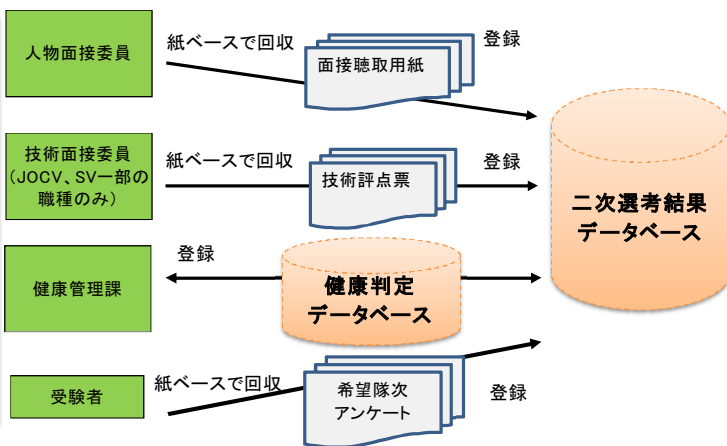 人物面接委員
紙ベースで回収
面接聴取用紙
登録
技術面接委員
(JOCV、SV一部の
職種のみ)
紙ベースで回収
技術評点票
登録
二次選考結果
データベース
健康管理課
登録
健康判定
データベース
受験者
紙ベースで回収
希望隊次
アンケート
登録